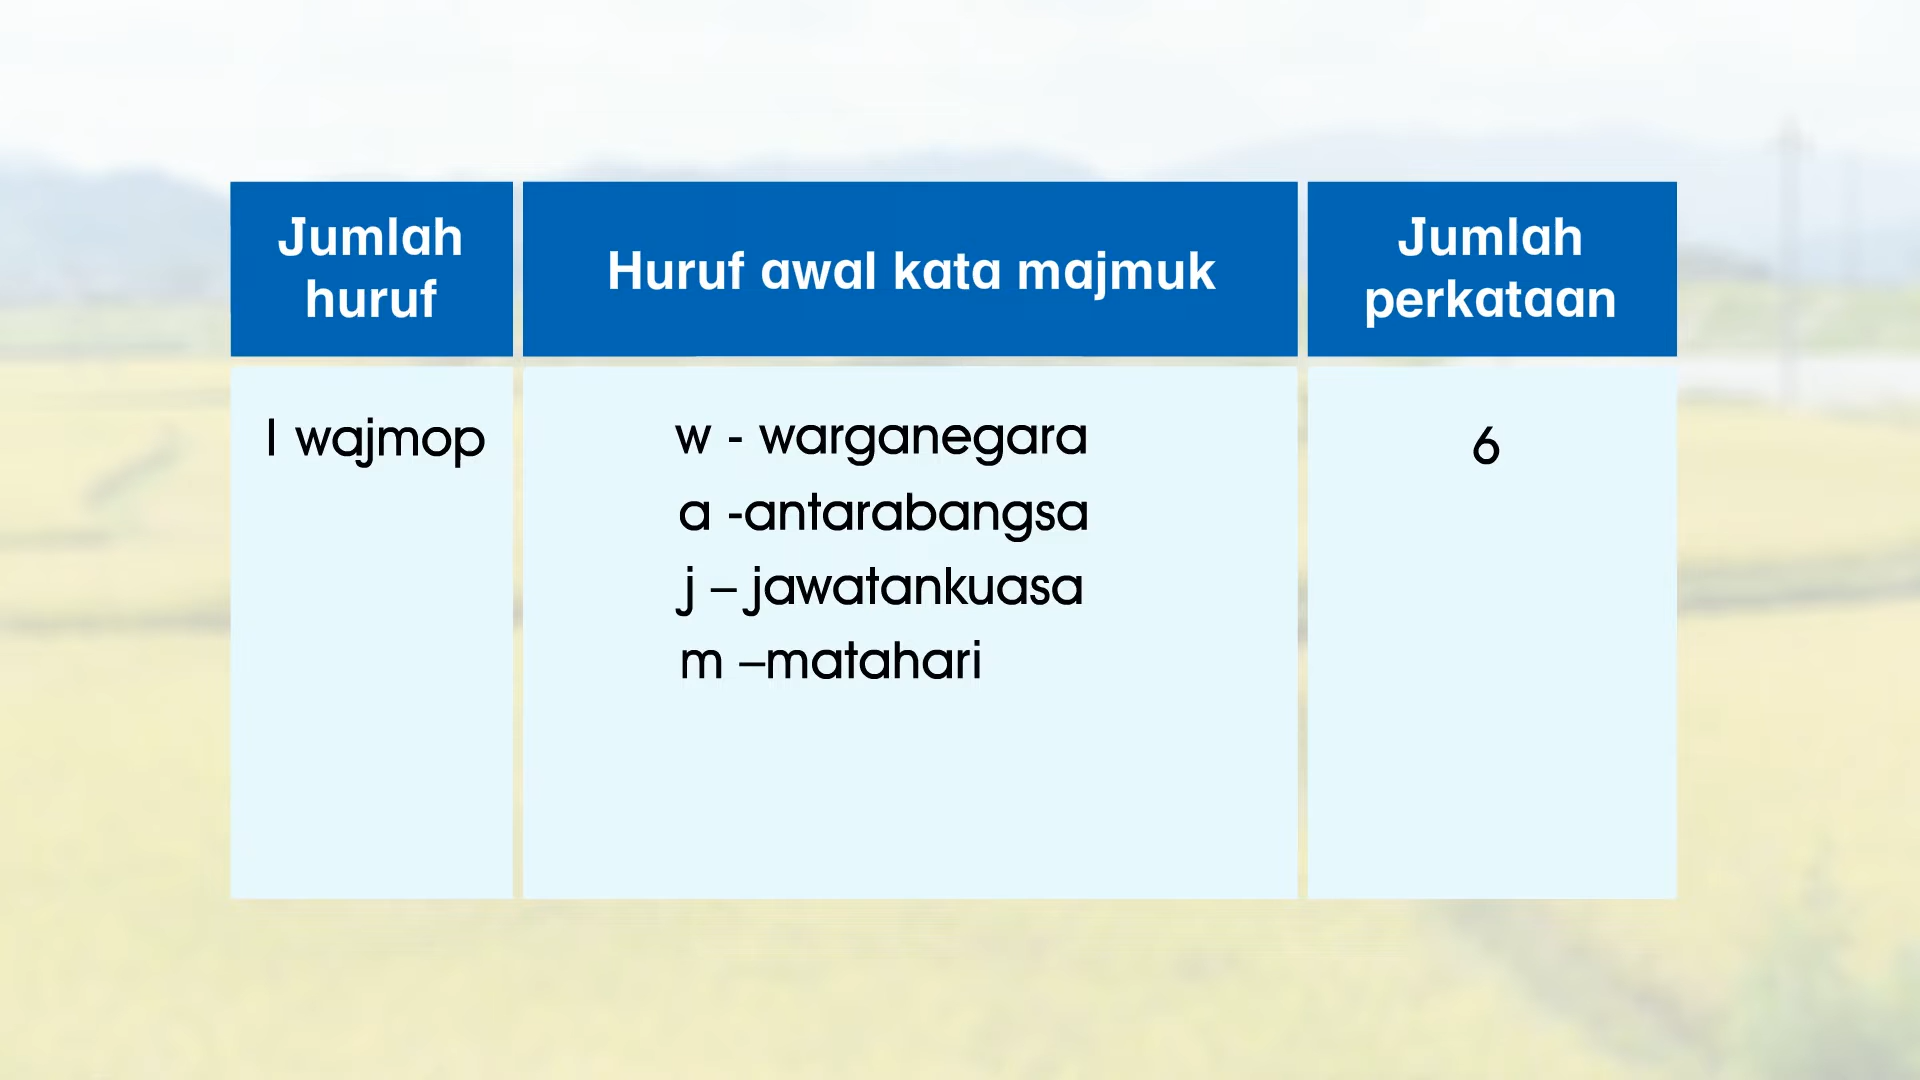 Jumlah
huruf
Huruf awal kata majmuk
Jumlah
perkataan
I wajmop
w - warganegara
a -antarabangsa
j – jawatankuasa
m –matahari
6